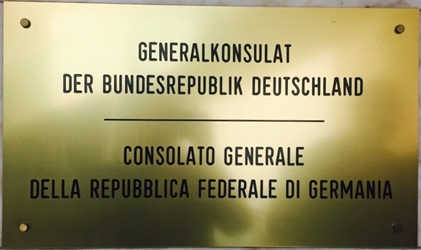 GENERALKONSULAT
DER BUNDESREPUBLIK DEUTSCHLAND
CONSOLATO GENERALE
DELLA REPUBBLICA FEDERALE DI GERMANIA